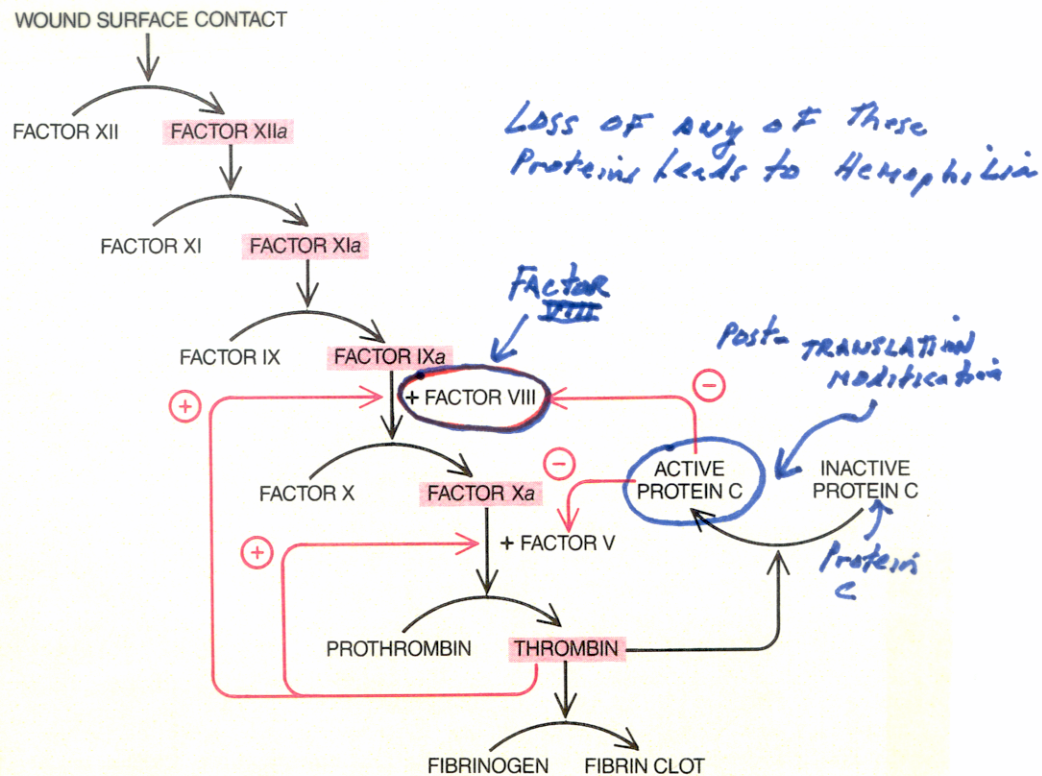 WOUND SURFACE CONTACT
FACTOR XII
FACTOR XIIa
Loss of any of These
Proteins Leads to Hemophilia
FACTOR XI
FACTOR XIa
FACTOR
VIII
FACTOR IX
FACTOR IXa
Post-TRANSLATION
Modification
+
+ FACTOR VIII
−
−
FACTOR X
FACTOR Xa
ACTIVE
PROTEIN C
INACTIVE
PROTEIN C
+
+ FACTOR V
Protein
C
PROTHROMBIN
THROMBIN
FIBRINOGEN
FIBRIN CLOT